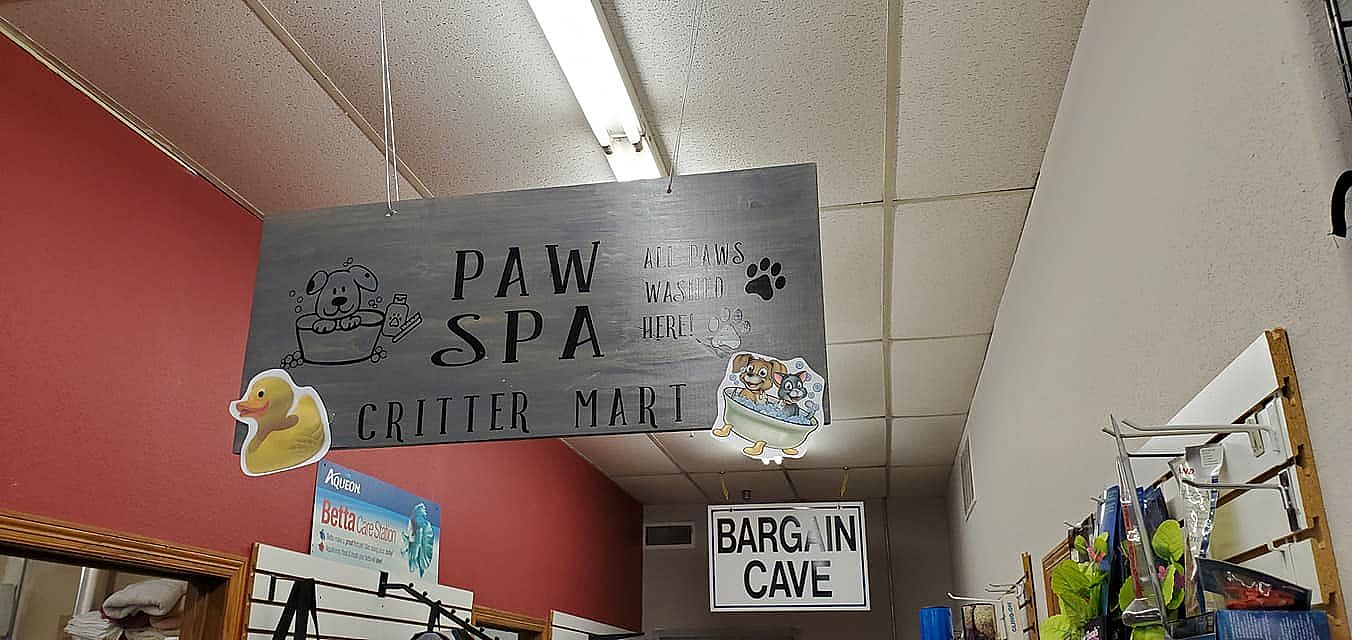 PAW
SPA
ALL PAWS
WASHED
HERE!
CRITTER MART
AQUEON
Betta Care Station
BARGAIN
CAVE